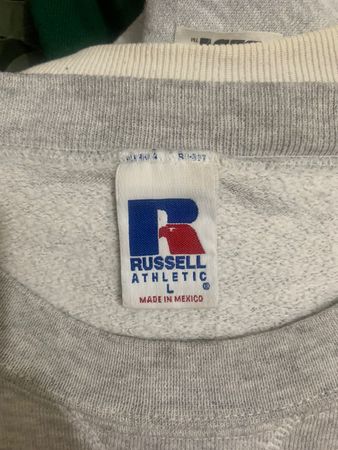 R
RUSSELL
ATHLETIC ®
L
MADE IN MEXICO